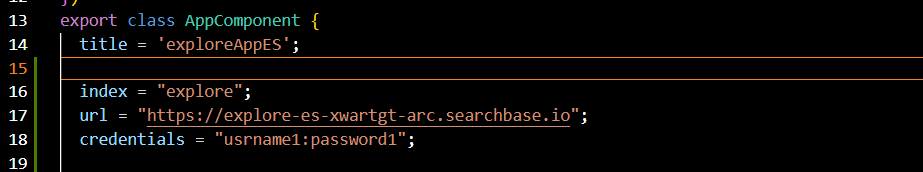 12 })
13 export class AppComponent {
14 title = 'exploreAppES';
15
16 index = "explore";
17 url = "https://explore-es-xwartgt-arc.searchbase.io";
18 credentials = "usrname1:password1";
19